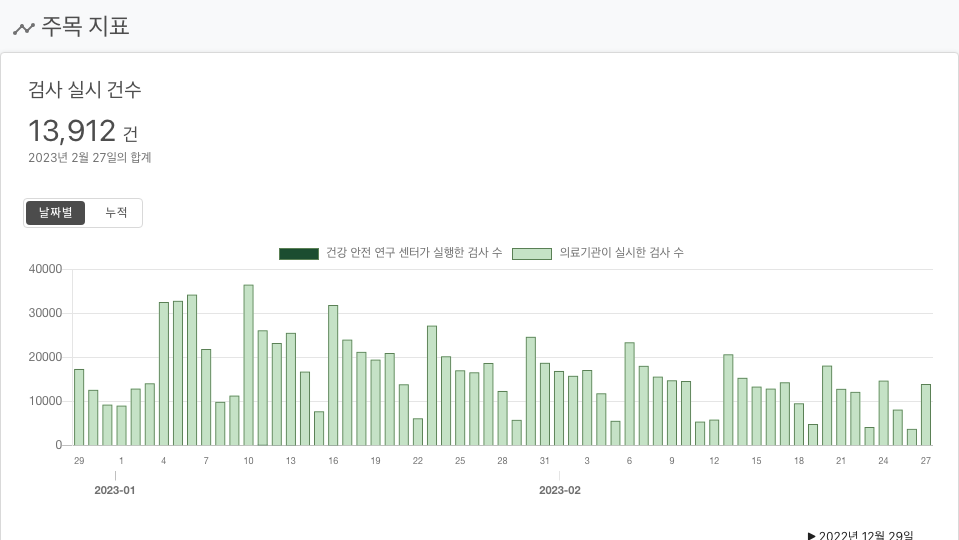 주목 지표
검사 실시 건수
13,912 건
2023년 2월 27일의 합계
날짜별 누적
건강 안전 연구 센터가 실행한 검사 수 의료기관이 실시한 검사 수
40000
30000
20000
10000
0
29 1 4 7 10 13 16 19 22 25 28 31 3 6 9 12 15 18 21 24 27
2023-01 2023-02
▶ 2022년 12월 29일